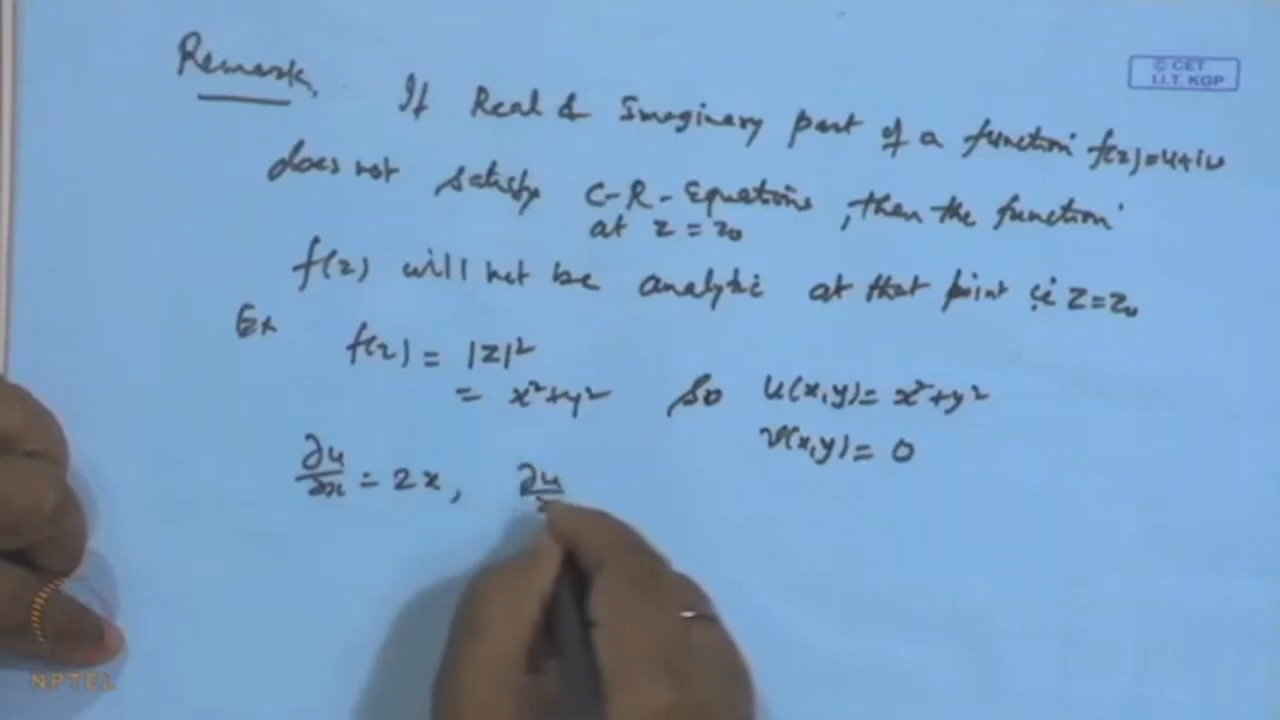 Remark.
© CET
I.I.T. KGP
If Real & Imaginary part of a function f(z)=u+iv
does not satisfy C-R-Equations, then the function
at z=z₀
f(z) will not be analytic at that point ie z=z₀
Ex f(z) = |z|²
= x²+y² So u(x,y)= x²+y²
v(x,y)= 0
∂u/∂x = 2x, ∂u
NPTEL